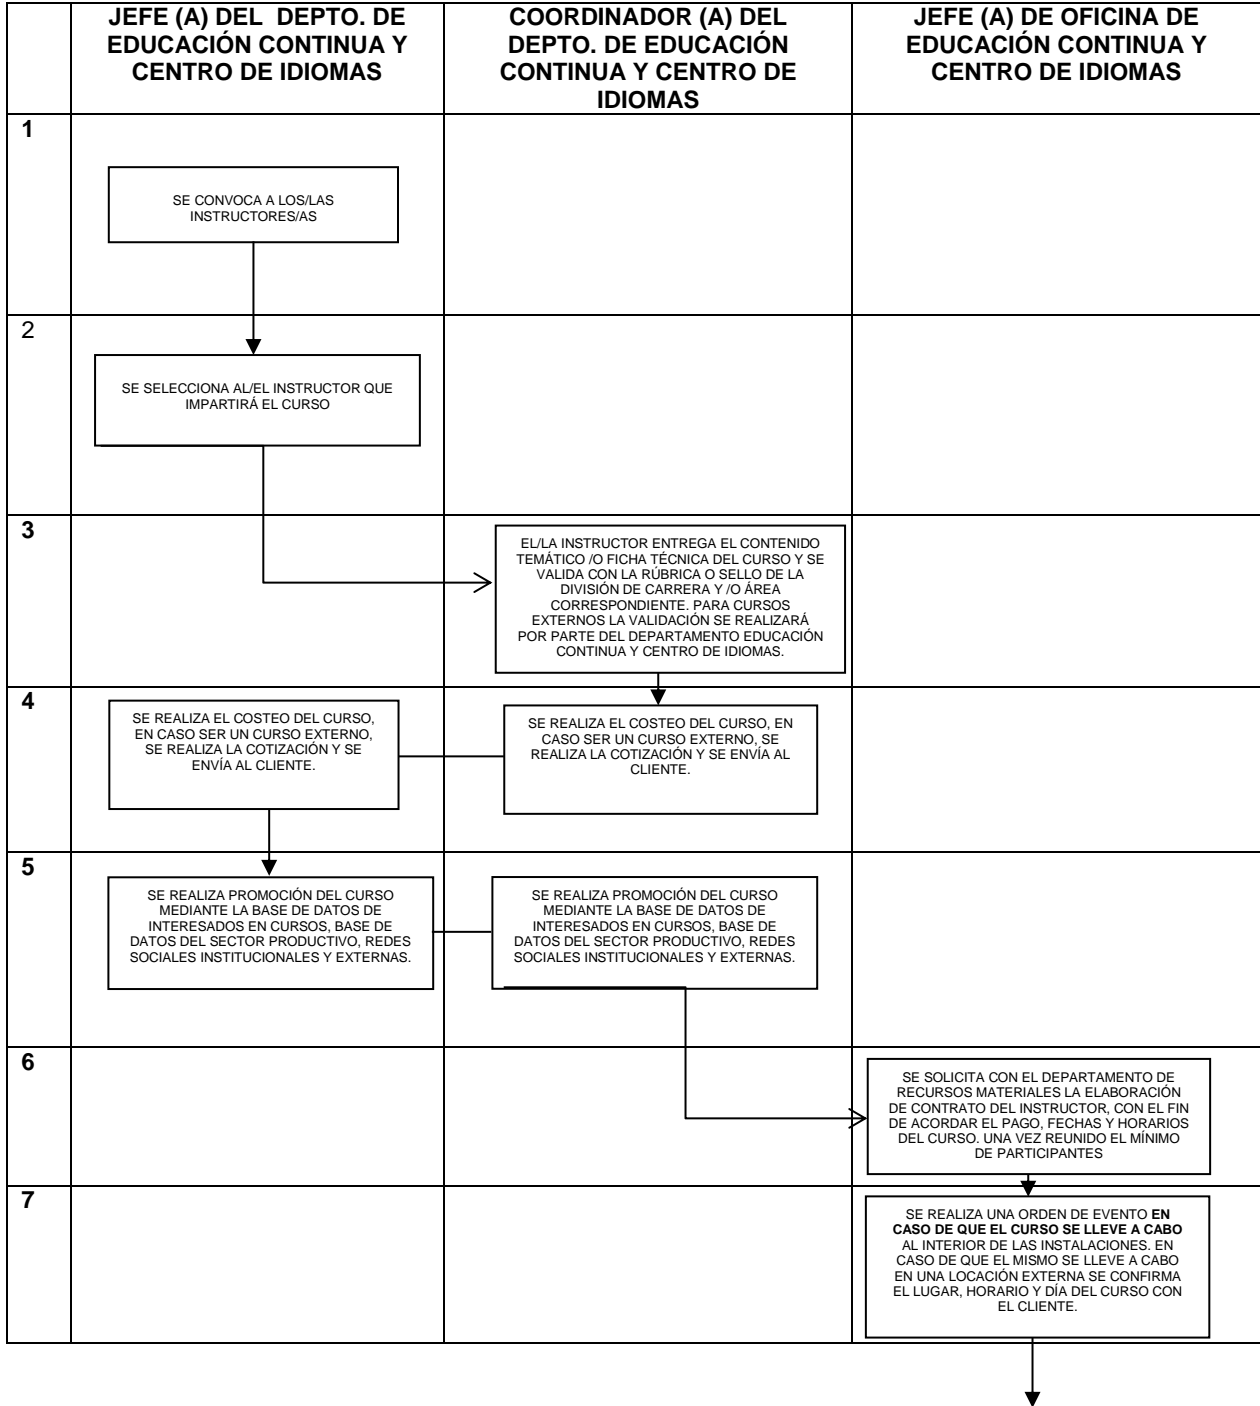 JEFE (A) DEL DEPTO. DE
EDUCACIÓN CONTINUA Y
CENTRO DE IDIOMAS
COORDINADOR (A) DEL
DEPTO. DE EDUCACIÓN
CONTINUA Y CENTRO DE
IDIOMAS
JEFE (A) DE OFICINA DE
EDUCACIÓN CONTINUA Y
CENTRO DE IDIOMAS
1
SE CONVOCA A LOS/LAS
INSTRUCTORES/AS
2
SE SELECCIONA AL/EL INSTRUCTOR QUE
IMPARTIRÁ EL CURSO
3
EL/LA INSTRUCTOR ENTREGA EL CONTENIDO
TEMÁTICO /O FICHA TÉCNICA DEL CURSO Y SE
VALIDA CON LA RÚBRICA O SELLO DE LA
DIVISIÓN DE CARRERA Y /O ÁREA
CORRESPONDIENTE. PARA CURSOS
EXTERNOS LA VALIDACIÓN SE REALIZARÁ
POR PARTE DEL DEPARTAMENTO EDUCACIÓN
CONTINUA Y CENTRO DE IDIOMAS.
4
SE REALIZA EL COSTEO DEL CURSO,
EN CASO SER UN CURSO EXTERNO,
SE REALIZA LA COTIZACIÓN Y SE
ENVÍA AL CLIENTE.
SE REALIZA EL COSTEO DEL CURSO, EN
CASO SER UN CURSO EXTERNO, SE
REALIZA LA COTIZACIÓN Y SE ENVÍA AL
CLIENTE.
5
SE REALIZA PROMOCIÓN DEL CURSO
MEDIANTE LA BASE DE DATOS DE
INTERESADOS EN CURSOS, BASE DE
DATOS DEL SECTOR PRODUCTIVO, REDES
SOCIALES INSTITUCIONALES Y EXTERNAS.
SE REALIZA PROMOCIÓN DEL CURSO
MEDIANTE LA BASE DE DATOS DE
INTERESADOS EN CURSOS, BASE DE
DATOS DEL SECTOR PRODUCTIVO, REDES
SOCIALES INSTITUCIONALES Y EXTERNAS.
6
SE SOLICITA CON EL DEPARTAMENTO DE
RECURSOS MATERIALES LA ELABORACIÓN
DE CONTRATO DEL INSTRUCTOR, CON EL FIN
DE ACORDAR EL PAGO, FECHAS Y HORARIOS
DEL CURSO. UNA VEZ REUNIDO EL MÍNIMO
DE PARTICIPANTES
7
SE REALIZA UNA ORDEN DE EVENTO EN
CASO DE QUE EL CURSO SE LLEVE A CABO
AL INTERIOR DE LAS INSTALACIONES. EN
CASO DE QUE EL MISMO SE LLEVE A CABO
EN UNA LOCACIÓN EXTERNA SE CONFIRMA
EL LUGAR, HORARIO Y DÍA DEL CURSO CON
EL CLIENTE.